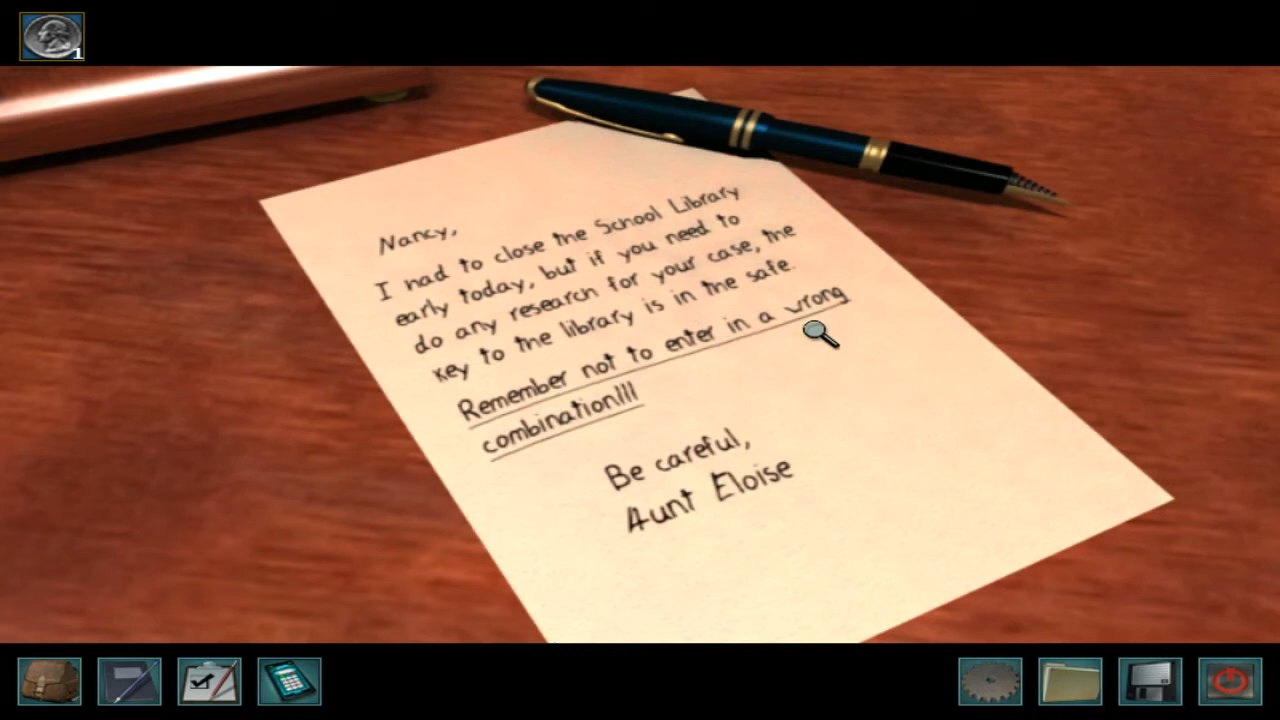 1
Nancy,
I had to close the School Library
early today, but if you need to
do any research for your case, the
key to the library is in the safe.
Remember not to enter in a wrong
combination!!!
Be careful,
Aunt Eloise